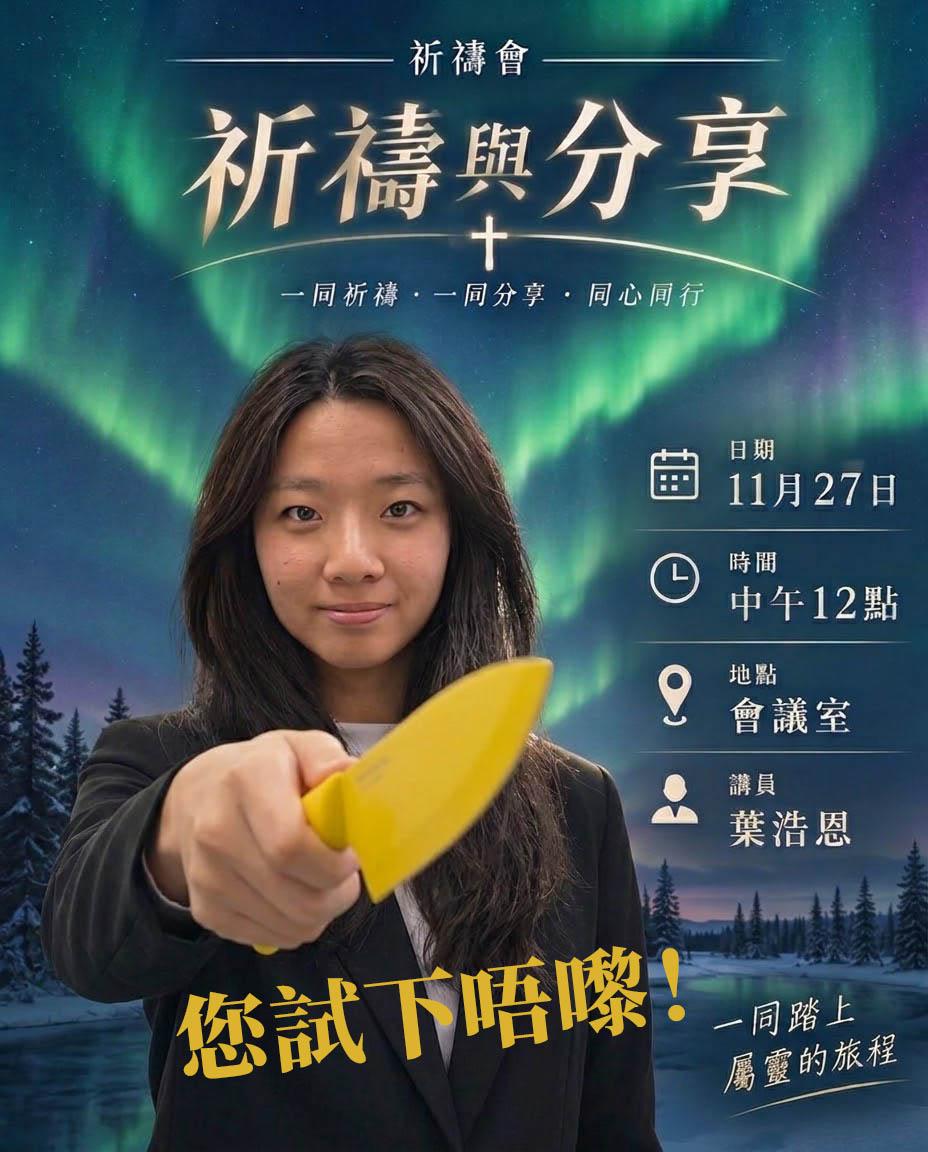 祈禱會
祈禱與分享
一同祈禱·一同分享·同心同行
日期
11月27日
時間
中午12點
地點
會議室
講員
葉浩恩
您試下唔嚟!
一同踏上
屬靈的旅程